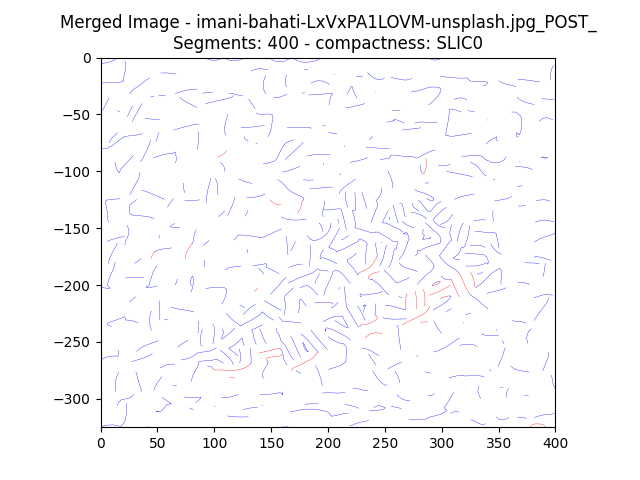 Merged Image - imani-bahati-LxVxPA1LOVM-unsplash.jpg_POST_
Segments: 400 - compactness: SLIC0
0
−50
−100
−150
−200
−250
−300
0 50 100 150 200 250 300 350 400